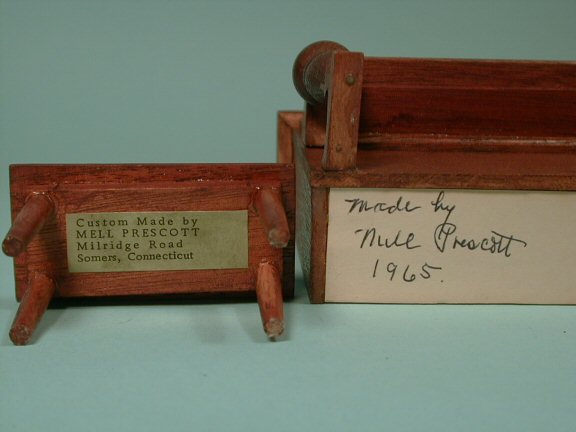 Custom Made by
MELL PRESCOTT
Milridge Road
Somers, Connecticut
Made by
Mell Prescott
1965.